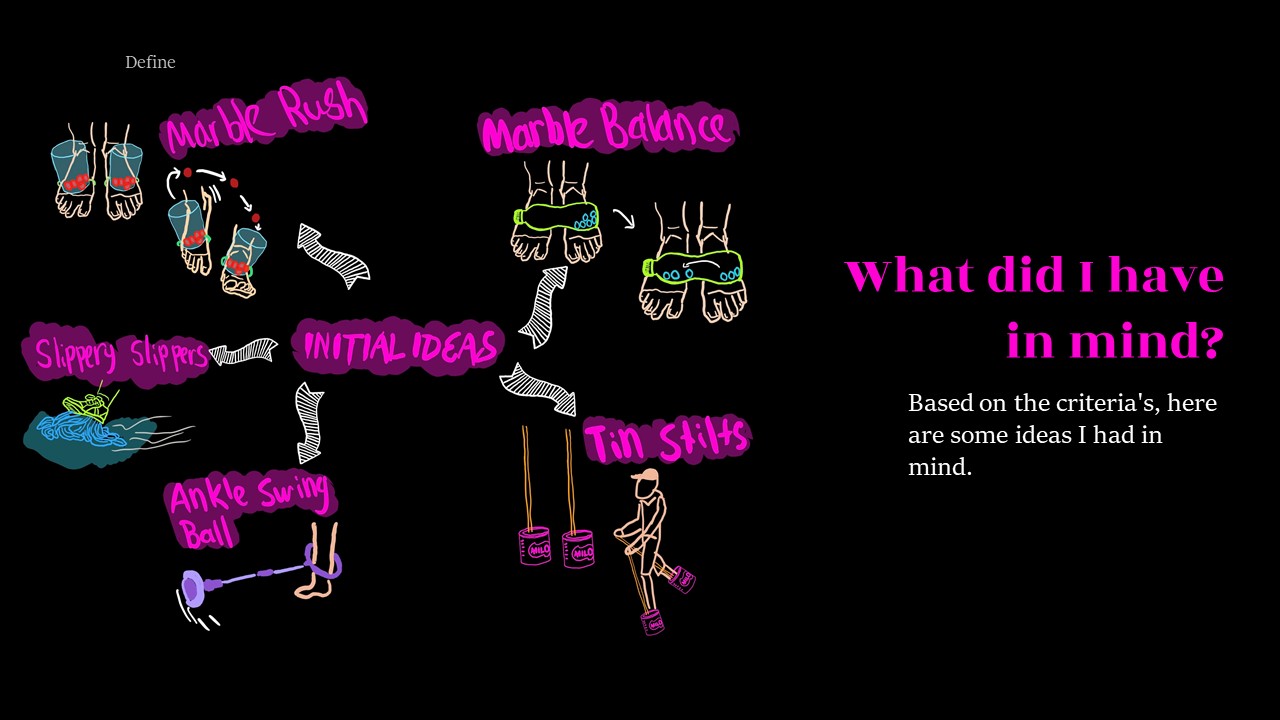 Define
Marble Rush
Marble Balance
Slippery Slippers
INITIAL IDEAS
Ankle Swing
Ball
Tin Stilts
MILO
MILO
MILO
MILO
What did I have
in mind?
Based on the criteria's, here
are some ideas I had in
mind.